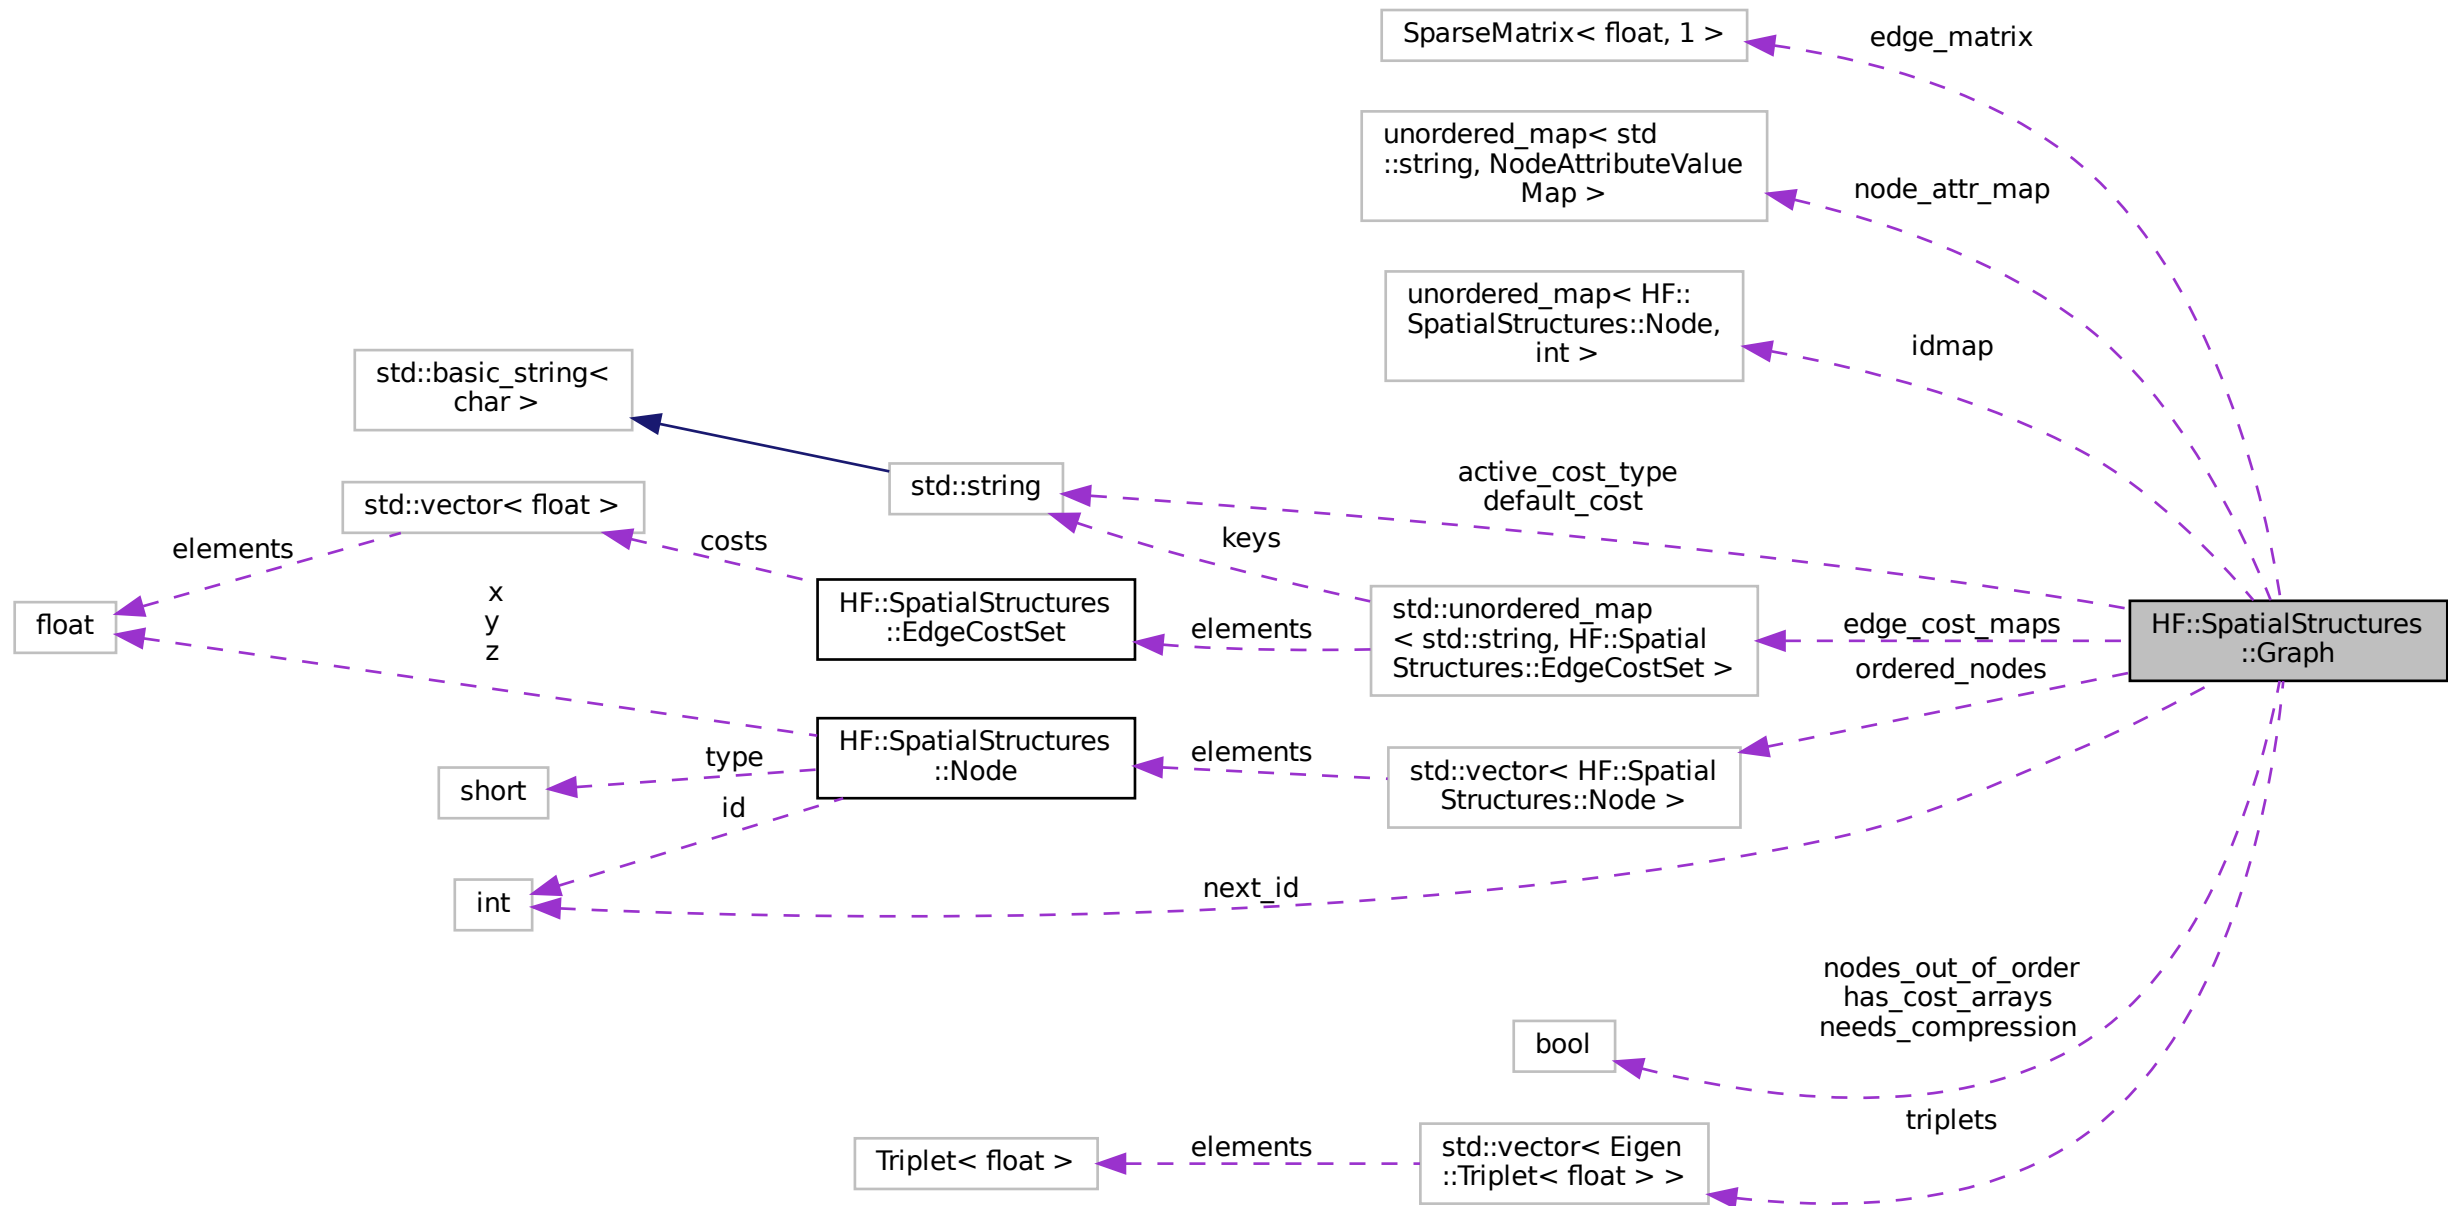 SparseMatrix< float, 1 >
edge_matrix
unordered_map< std
::string, NodeAttributeValue
Map >
node_attr_map
unordered_map< HF::
SpatialStructures::Node,
int >
idmap
std::basic_string<
char >
std::string
active_cost_type
default_cost
std::vector< float >
elements
costs
keys
float
x
y
z
HF::SpatialStructures
::EdgeCostSet
elements
std::unordered_map
< std::string, HF::Spatial
Structures::EdgeCostSet >
edge_cost_maps
HF::SpatialStructures
::Graph
ordered_nodes
HF::SpatialStructures
::Node
elements
std::vector< HF::Spatial
Structures::Node >
short
type
id
int
next_id
nodes_out_of_order
has_cost_arrays
needs_compression
bool
triplets
Triplet< float >
elements
std::vector< Eigen
::Triplet< float > >